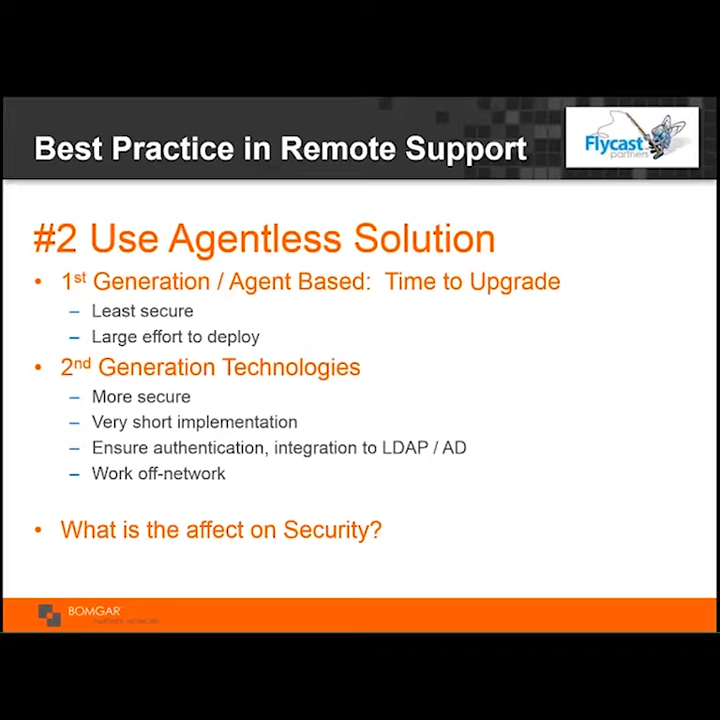 Best Practice in Remote Support
Flycast
partners
#2 Use Agentless Solution
• 1st Generation / Agent Based: Time to Upgrade
– Least secure
– Large effort to deploy
• 2nd Generation Technologies
– More secure
– Very short implementation
– Ensure authentication, integration to LDAP / AD
– Work off-network
• What is the affect on Security?
BOMGAR